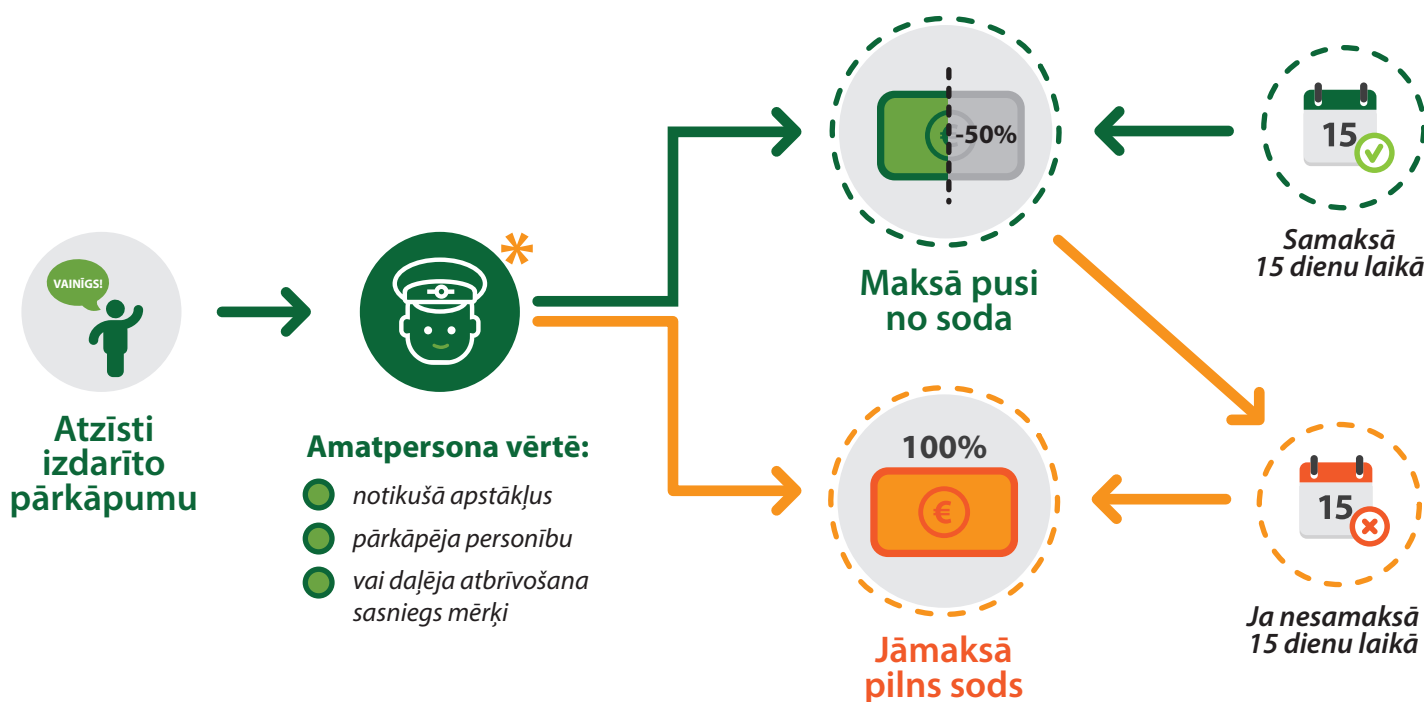 VAINĪGS!
Atzīsti
izdarīto
pārkāpumu
*
Amatpersona vērtē:
notikušā apstākļus
pārkāpēja personību
vai daļēja atbrīvošana
sasniegs mērķi
€
-50%
Maksā pusi
no soda
15
Samaksā
15 dienu laikā
100%
€
Jāmaksā
pilns sods
15
Ja nesamaksā
15 dienu laikā